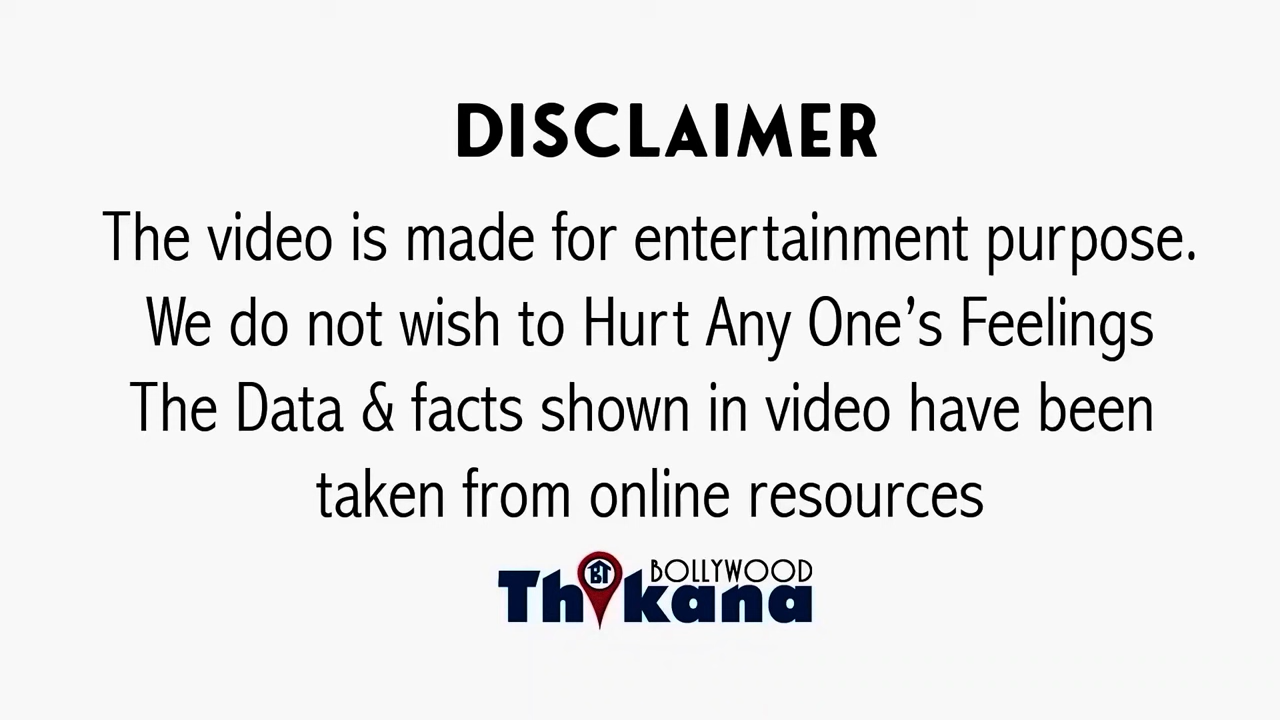 DISCLAIMER
The video is made for entertainment purpose.
We do not wish to Hurt Any One’s Feelings
The Data & facts shown in video have been
taken from online resources
BOLLYWOOD
BT
Thikana